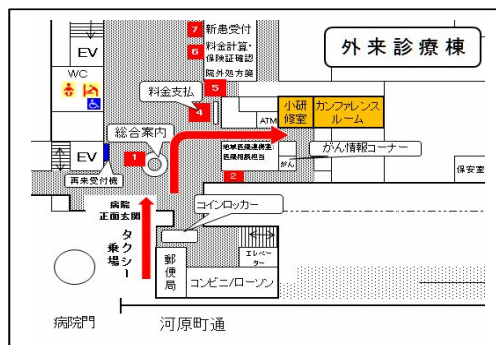 外来診療棟
7
新患受付
6
料金計算・
保険証確認
院外処方箋
5
EV
WC
料金支払
4
ATM
小研
修室
カンファレンス
ルーム
総合案内
1
EV
地域医療連携室
医療相談担当
がん
がん情報コーナー
2
保安室
再来受付機
病院
正面玄関
コインロッカー
タクシー
乗場
郵便局
エレベー
ター
コンビニ/ローソン
病院門
河原町通